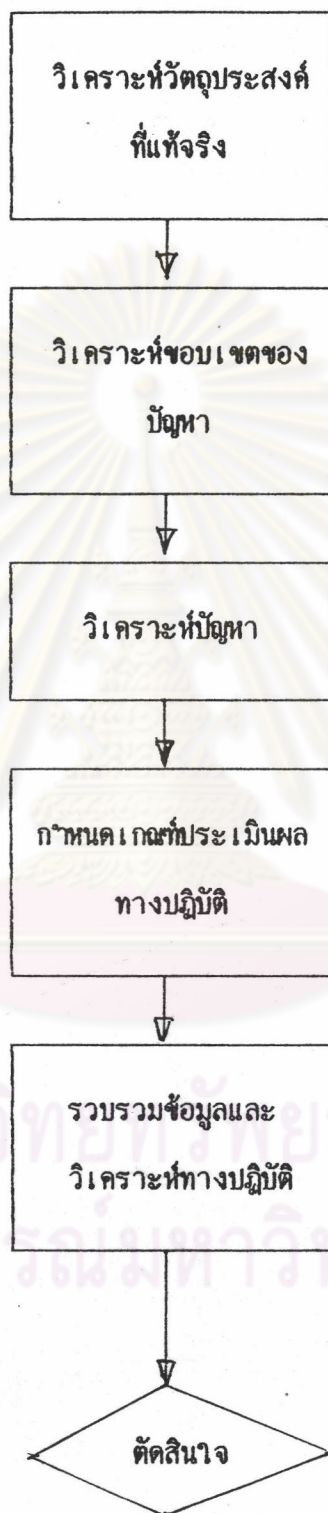 วิเคราะห์วัตถุประสงค์
ที่แท้จริง
วิเคราะห์ขอบเขตของ
ปัญหา
วิเคราะห์ปัญหา
กำหนดเกณฑ์ประเมินผล
ทางปฏิบัติ
รวบรวมข้อมูลและ
วิเคราะห์ทางปฏิบัติ
ตัดสินใจ